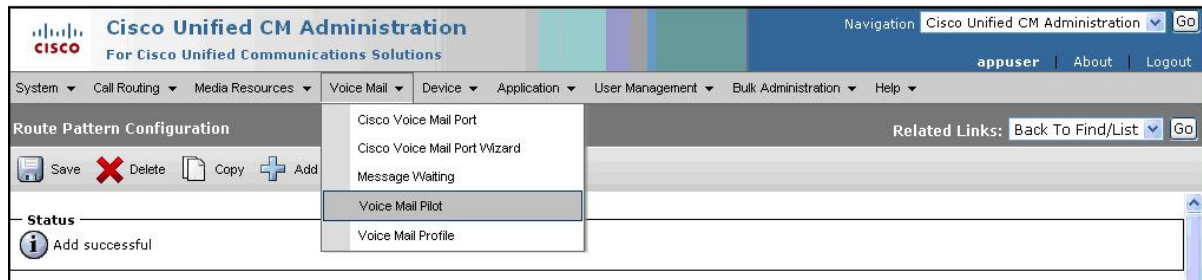 CISCO
Cisco Unified CM Administration
For Cisco Unified Communications Solutions
Navigation Cisco Unified CM Administration Go
appuser | About | Logout
System Call Routing Media Resources Voice Mail Device Application User Management Bulk Administration Help
Route Pattern Configuration
Related Links: Back To Find/List Go
Save Delete Copy Add
Cisco Voice Mail Port
Cisco Voice Mail Port Wizard
Message Waiting
Voice Mail Pilot
Voice Mail Profile
Status
i Add successful